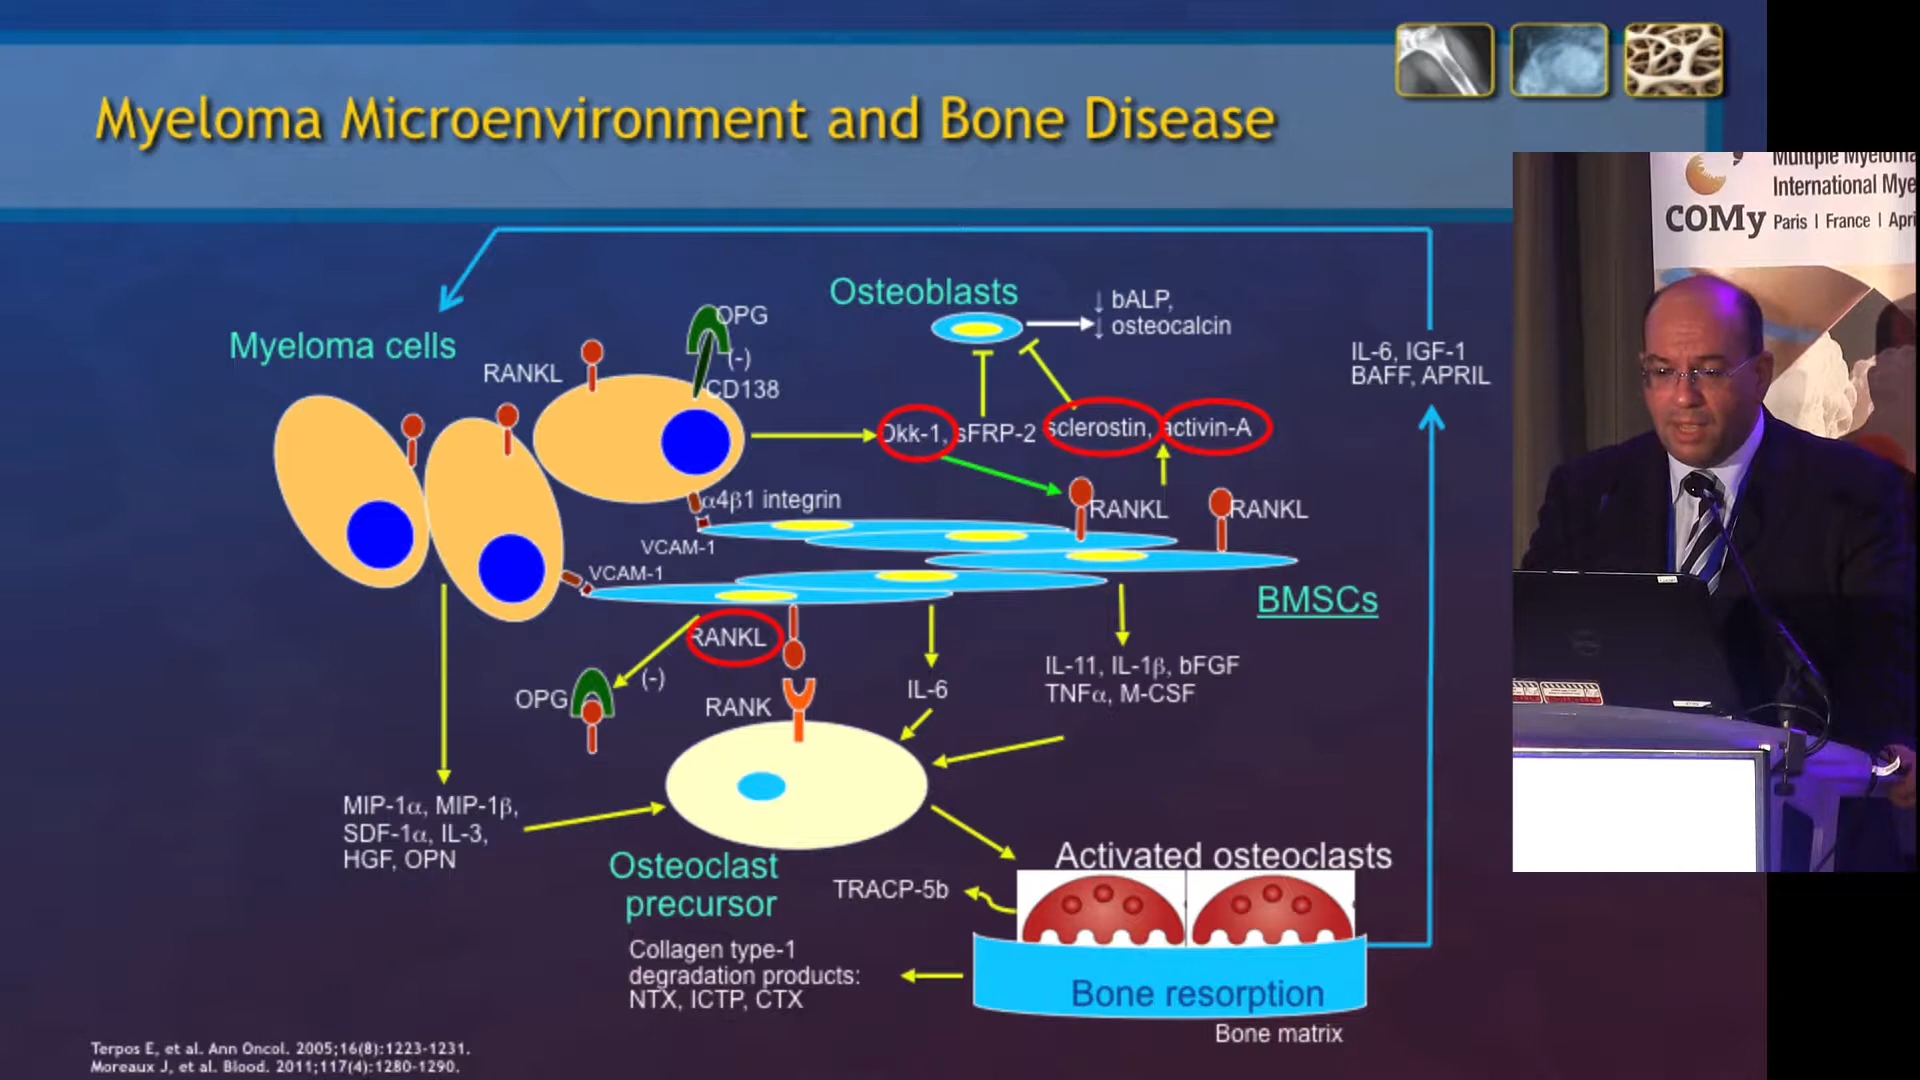 Myeloma Microenvironment and Bone Disease
Multiple Myeloma
International Mye
COMy
Paris | France | Apri
Osteoblasts
↓ bALP,
↓ osteocalcin
OPG
(-)
CD138
Myeloma cells
RANKL
IL-6, IGF-1
BAFF, APRIL
Dkk-1, sFRP-2
sclerostin, activin-A
α4β1 integrin
RANKL
RANKL
VCAM-1
VCAM-1
BMSCs
RANKL
IL-11, IL-1β, bFGF
TNFα, M-CSF
(-)
OPG
RANK
IL-6
MIP-1α, MIP-1β,
SDF-1α, IL-3,
HGF, OPN
Osteoclast
precursor
Activated osteoclasts
TRACP-5b
Collagen type-1
degradation products:
NTX, ICTP, CTX
Bone resorption
Bone matrix
Terpos E, et al. Ann Oncol. 2005;16(8):1223-1231.
Moreaux J, et al. Blood. 2011;117(4):1280-1290.